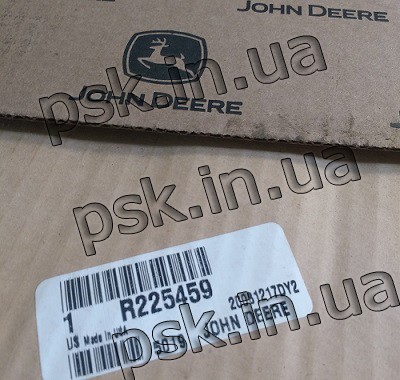 JOHN DEERE
JOHN DEERE
psk.in.ua
psk.in.ua
psk.in.ua
1 R225459
US Made In USA
5019 JOHN DEERE